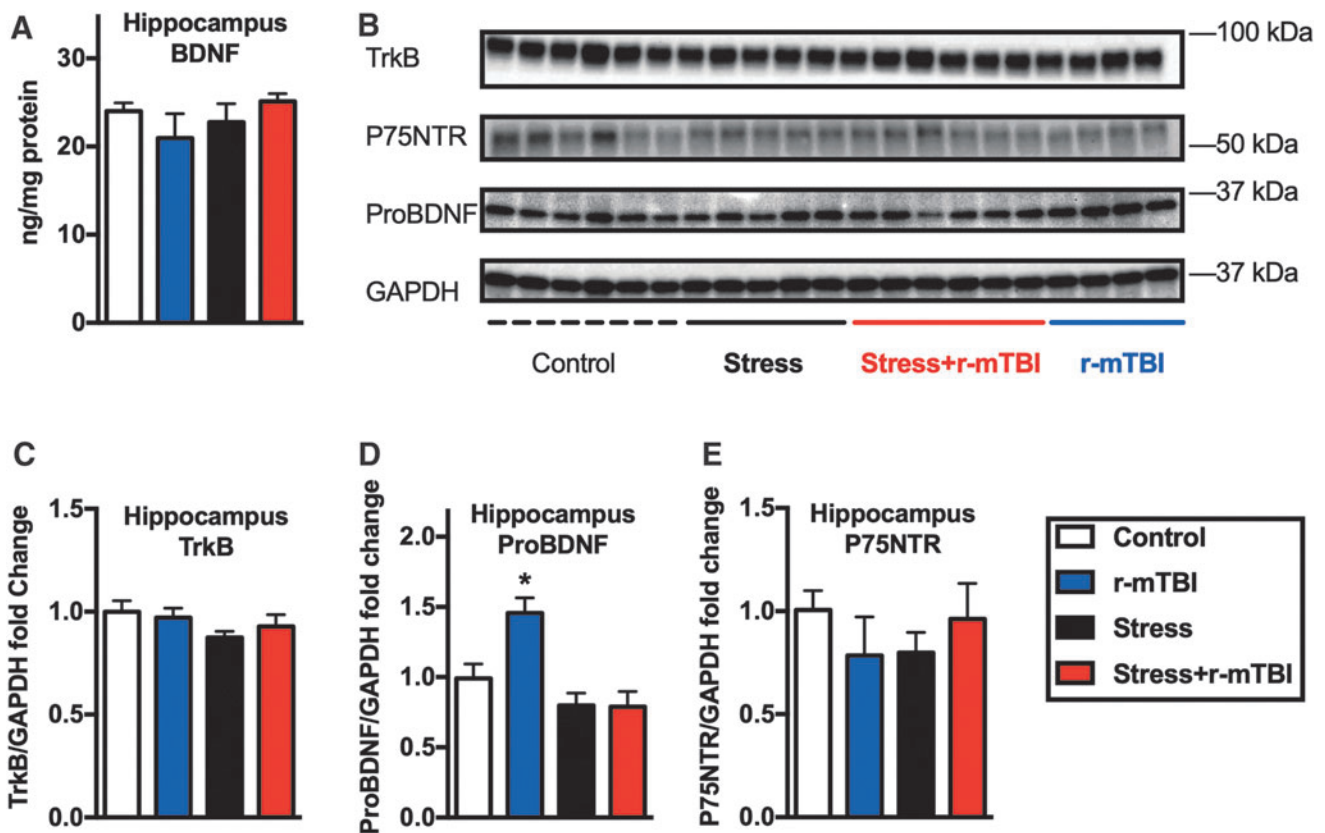 A
Hippocampus
BDNF
ng/mg protein
30
20
10
0
B
TrkB
P75NTR
ProBDNF
GAPDH
100 kDa
50 kDa
37 kDa
37 kDa
Control
Stress
Stress+r-mTBI
r-mTBI
C
Hippocampus
TrkB
TrkB/GAPDH fold Change
1.5
1.0
0.5
0.0
D
Hippocampus
ProBDNF
ProBDNF/GAPDH fold change
2.0
1.5
1.0
0.5
0.0
*
E
Hippocampus
P75NTR
P75NTR/GAPDH fold change
1.5
1.0
0.5
0.0
Control
r-mTBI
Stress
Stress+r-mTBI